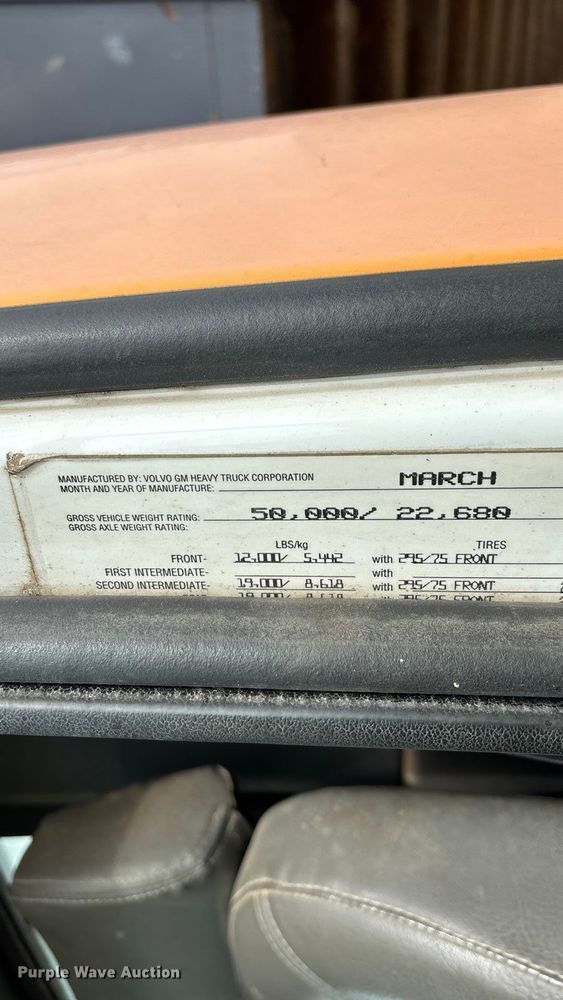 MANUFACTURED BY: VOLVO GM HEAVY TRUCK CORPORATION
MONTH AND YEAR OF MANUFACTURE: MARCH
GROSS VEHICLE WEIGHT RATING: 50,000/ 22,680
GROSS AXLE WEIGHT RATING:
LBS/kg TIRES
FRONT- 12,000/ 5,442 with 295/75 FRONT
FIRST INTERMEDIATE- with
SECOND INTERMEDIATE- 19,000/ 8,618 with 295/75 FRONT
Purple Wave Auction